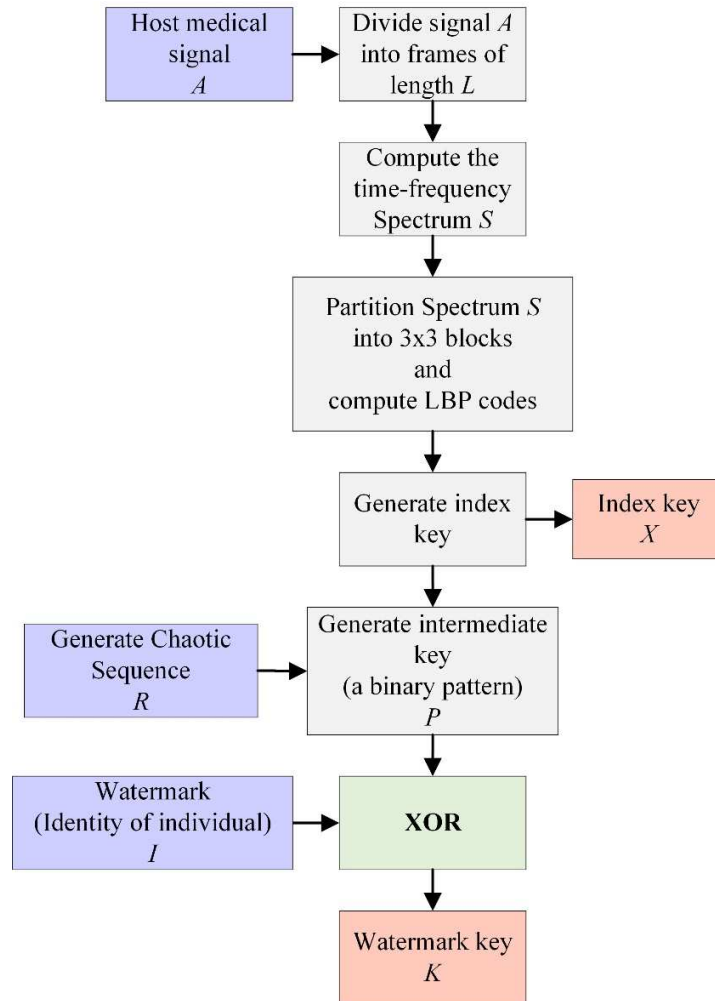 Host medical
signal
A
Divide signal A
into frames of
length L
Compute the
time-frequency
Spectrum S
Partition Spectrum S
into 3x3 blocks
and
compute LBP codes
Generate index
key
Index key
X
Generate Chaotic
Sequence
R
Generate intermediate
key
(a binary pattern)
P
Watermark
(Identity of individual)
I
XOR
Watermark key
K